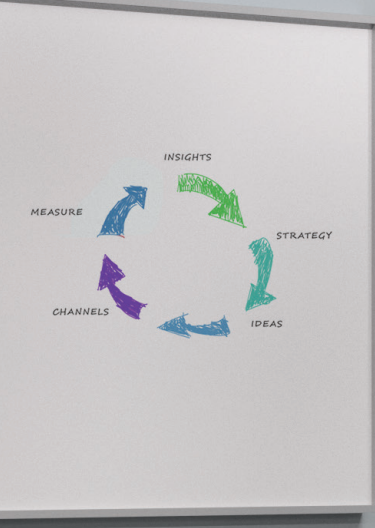 INSIGHTS
STRATEGY
IDEAS
CHANNELS
MEASURE